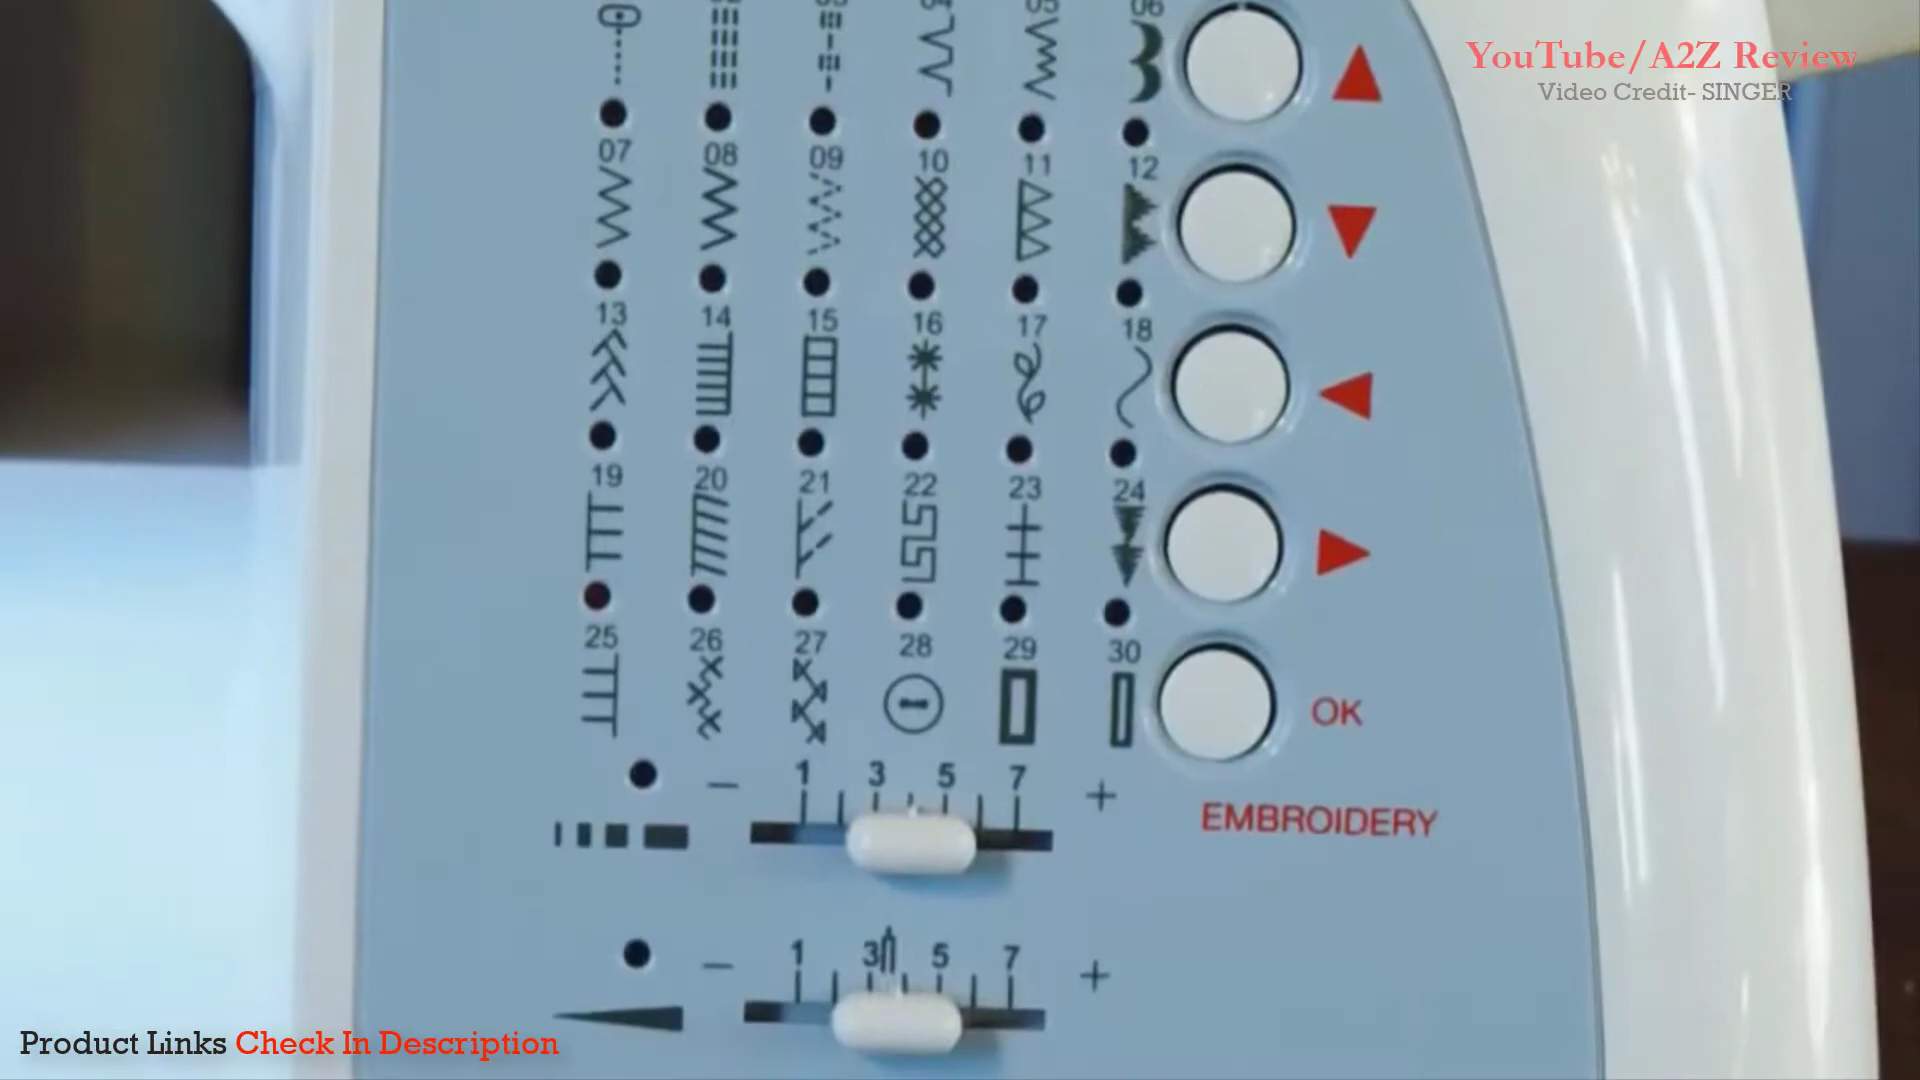 YouTube/A2Z Review
Video Credit- SINGER
05 06
07 08 09 10 11 12
13 14 15 16 17 18
19 20 21 22 23 24
25 26 27 28 29 30
OK
− 1 3 5 7 +
EMBROIDERY
− 1 3 5 7 +
Product Links Check In Description